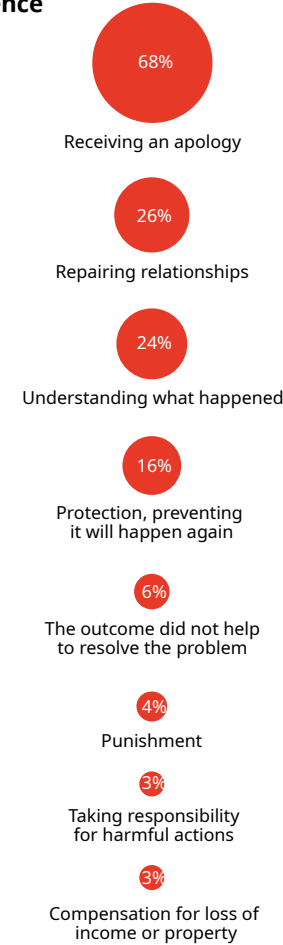 68%
Receiving an apology
26%
Repairing relationships
24%
Understanding what happened
16%
Protection, preventing
it will happen again
6%
The outcome did not help
to resolve the problem
4%
Punishment
3%
Taking responsibility
for harmful actions
3%
Compensation for loss of
income or property